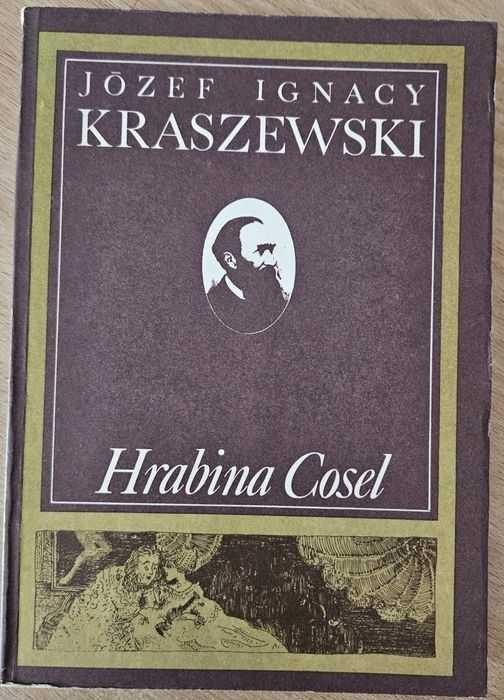 JÓZEF IGNACY
KRASZEWSKI
Hrabina Cosel